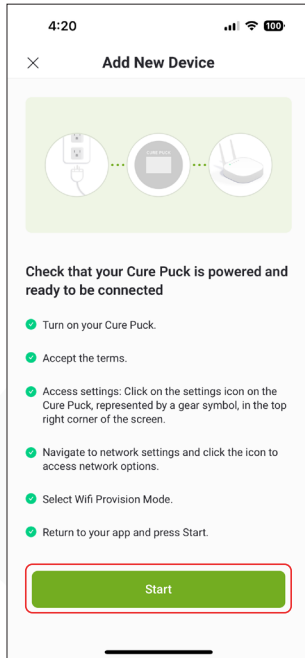 4:20
100
Add New Device
CURE PUCK
Check that your Cure Puck is powered and
ready to be connected
Turn on your Cure Puck.
Accept the terms.
Access settings: Click on the settings icon on the
Cure Puck, represented by a gear symbol, in the top
right corner of the screen.
Navigate to network settings and click the icon to
access network options.
Select Wifi Provision Mode.
Return to your app and press Start.
Start